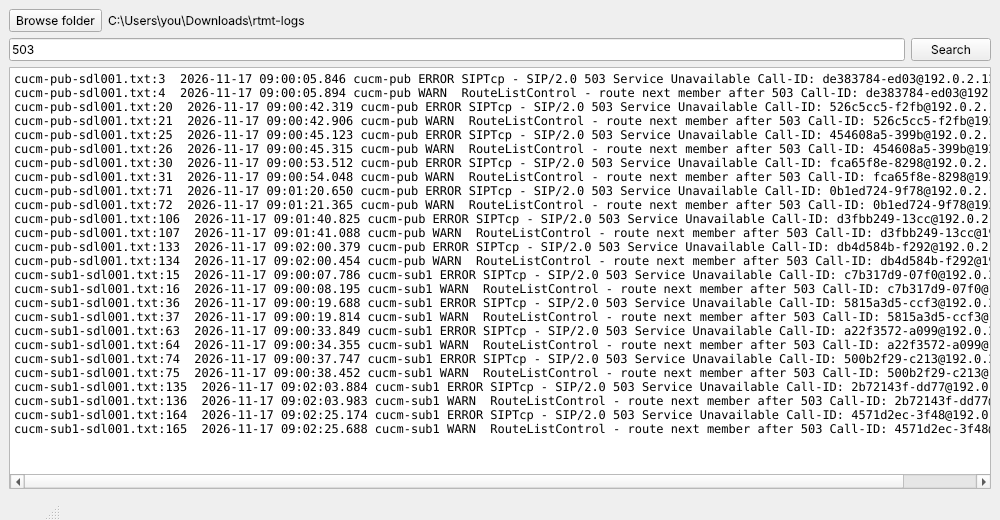 Browse folder C:\Users\you\Downloads\rtmt-logs
503 Search
cucm-pub-sdl001.txt:3  2026-11-17 09:00:05.846 cucm-pub ERROR SIPTcp - SIP/2.0 503 Service Unavailable Call-ID: de383784-ed03@192.0.2.1
cucm-pub-sdl001.txt:4  2026-11-17 09:00:05.894 cucm-pub WARN  RouteListControl - route next member after 503 Call-ID: de383784-ed03@192
cucm-pub-sdl001.txt:20  2026-11-17 09:00:42.319 cucm-pub ERROR SIPTcp - SIP/2.0 503 Service Unavailable Call-ID: 526c5cc5-f2fb@192.0.2.
cucm-pub-sdl001.txt:21  2026-11-17 09:00:42.906 cucm-pub WARN  RouteListControl - route next member after 503 Call-ID: 526c5cc5-f2fb@19
cucm-pub-sdl001.txt:25  2026-11-17 09:00:45.123 cucm-pub ERROR SIPTcp - SIP/2.0 503 Service Unavailable Call-ID: 454608a5-399b@192.0.2.
cucm-pub-sdl001.txt:26  2026-11-17 09:00:45.315 cucm-pub WARN  RouteListControl - route next member after 503 Call-ID: 454608a5-399b@19
cucm-pub-sdl001.txt:30  2026-11-17 09:00:53.512 cucm-pub ERROR SIPTcp - SIP/2.0 503 Service Unavailable Call-ID: fca65f8e-8298@192.0.2.
cucm-pub-sdl001.txt:31  2026-11-17 09:00:54.048 cucm-pub WARN  RouteListControl - route next member after 503 Call-ID: fca65f8e-8298@19
cucm-pub-sdl001.txt:71  2026-11-17 09:01:20.650 cucm-pub ERROR SIPTcp - SIP/2.0 503 Service Unavailable Call-ID: 0b1ed724-9f78@192.0.2.
cucm-pub-sdl001.txt:72  2026-11-17 09:01:21.365 cucm-pub WARN  RouteListControl - route next member after 503 Call-ID: 0b1ed724-9f78@19
cucm-pub-sdl001.txt:106  2026-11-17 09:01:40.825 cucm-pub ERROR SIPTcp - SIP/2.0 503 Service Unavailable Call-ID: d3fbb249-13cc@192.0.2
cucm-pub-sdl001.txt:107  2026-11-17 09:01:41.088 cucm-pub WARN  RouteListControl - route next member after 503 Call-ID: d3fbb249-13cc@1
cucm-pub-sdl001.txt:133  2026-11-17 09:02:00.379 cucm-pub ERROR SIPTcp - SIP/2.0 503 Service Unavailable Call-ID: db4d584b-f292@192.0.2
cucm-pub-sdl001.txt:134  2026-11-17 09:02:00.454 cucm-pub WARN  RouteListControl - route next member after 503 Call-ID: db4d584b-f292@1
cucm-sub1-sdl001.txt:15  2026-11-17 09:00:07.786 cucm-sub1 ERROR SIPTcp - SIP/2.0 503 Service Unavailable Call-ID: c7b317d9-07f0@192.0.
cucm-sub1-sdl001.txt:16  2026-11-17 09:00:08.195 cucm-sub1 WARN  RouteListControl - route next member after 503 Call-ID: c7b317d9-07f0@
cucm-sub1-sdl001.txt:36  2026-11-17 09:00:19.688 cucm-sub1 ERROR SIPTcp - SIP/2.0 503 Service Unavailable Call-ID: 5815a3d5-ccf3@192.0.
cucm-sub1-sdl001.txt:37  2026-11-17 09:00:19.814 cucm-sub1 WARN  RouteListControl - route next member after 503 Call-ID: 5815a3d5-ccf3@
cucm-sub1-sdl001.txt:63  2026-11-17 09:00:33.849 cucm-sub1 ERROR SIPTcp - SIP/2.0 503 Service Unavailable Call-ID: a22f3572-a099@192.0.
cucm-sub1-sdl001.txt:64  2026-11-17 09:00:34.355 cucm-sub1 WARN  RouteListControl - route next member after 503 Call-ID: a22f3572-a099@
cucm-sub1-sdl001.txt:74  2026-11-17 09:00:37.747 cucm-sub1 ERROR SIPTcp - SIP/2.0 503 Service Unavailable Call-ID: 500b2f29-c213@192.0.
cucm-sub1-sdl001.txt:75  2026-11-17 09:00:38.452 cucm-sub1 WARN  RouteListControl - route next member after 503 Call-ID: 500b2f29-c213@
cucm-sub1-sdl001.txt:135  2026-11-17 09:02:03.884 cucm-sub1 ERROR SIPTcp - SIP/2.0 503 Service Unavailable Call-ID: 2b72143f-dd77@192.0
cucm-sub1-sdl001.txt:136  2026-11-17 09:02:03.983 cucm-sub1 WARN  RouteListControl - route next member after 503 Call-ID: 2b72143f-dd77@
cucm-sub1-sdl001.txt:164  2026-11-17 09:02:25.174 cucm-sub1 ERROR SIPTcp - SIP/2.0 503 Service Unavailable Call-ID: 4571d2ec-3f48@192.0
cucm-sub1-sdl001.txt:165  2026-11-17 09:02:25.688 cucm-sub1 WARN  RouteListControl - route next member after 503 Call-ID: 4571d2ec-3f48@